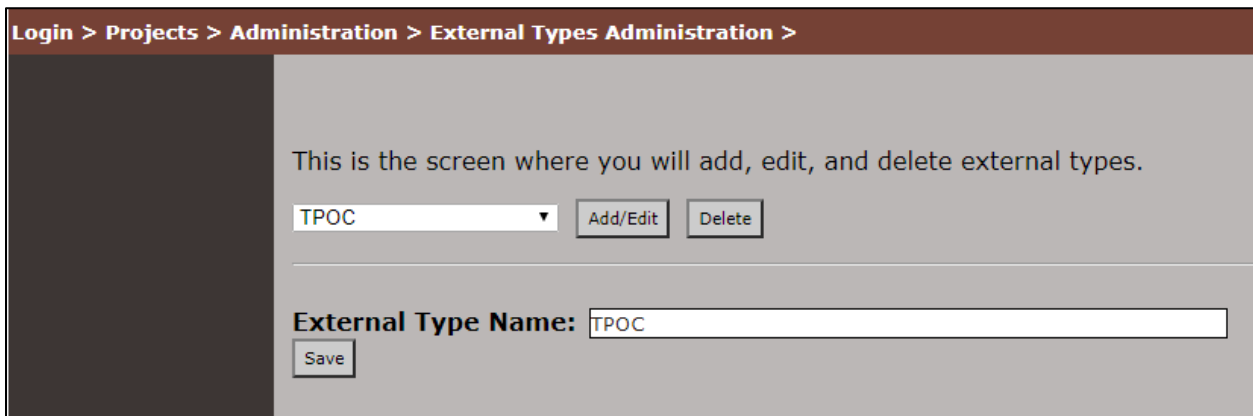 Login > Projects > Administration > External Types Administration >
This is the screen where you will add, edit, and delete external types.
TPOC Add/Edit Delete
External Type Name: TPOC
Save